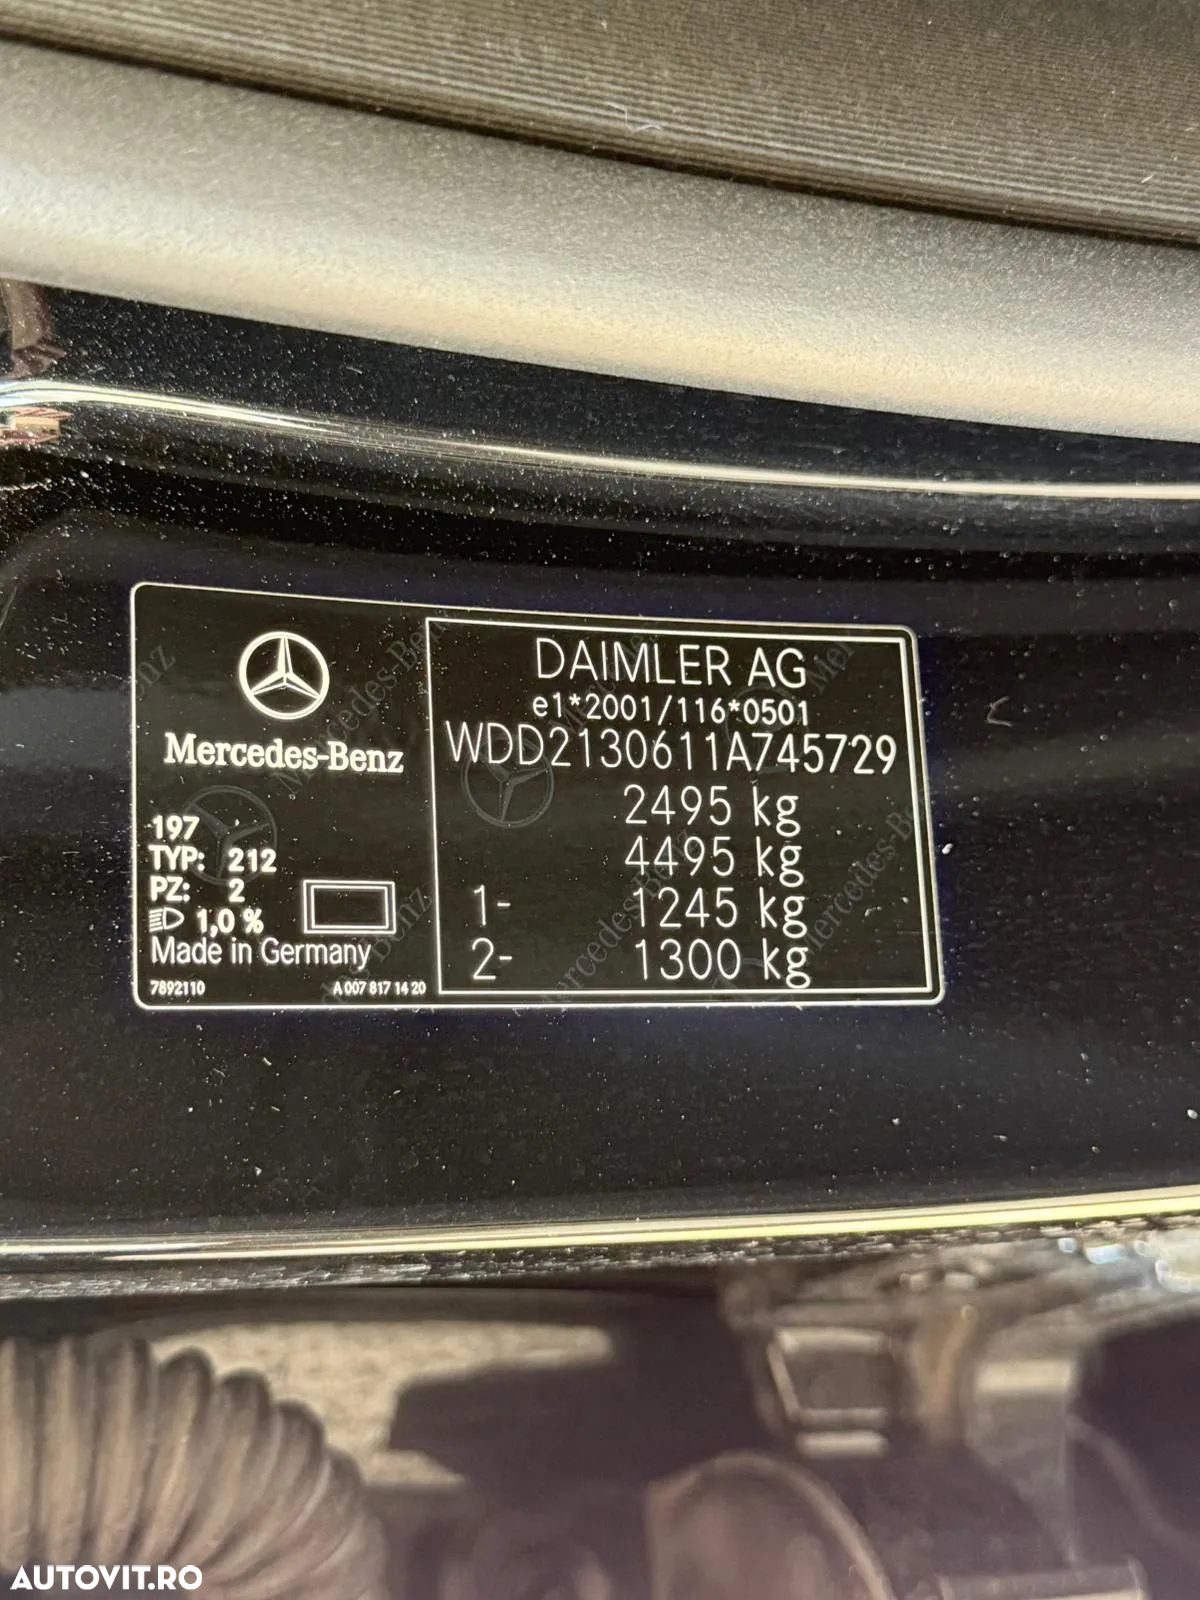 Mercedes-Benz
197
TYP: 212
PZ: 2
1,0 %
Made in Germany
7892110
A 007 817 14 20
DAIMLER AG
e1*2001/116*0501
WDD2130611A745729
2495 kg
4495 kg
1- 1245 kg
2- 1300 kg
AUTOVIT.RO